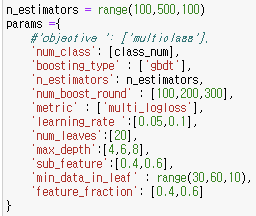 n_estimators = range(100,500,100)
params ={
#'objective ': ['multiclass'],
'num_class': [class_num],
'boosting_type' : ['gbdt'],
'n_estimators': n_estimators,
'num_boost_round' : [100,200,300],
'metric' : ['multi_logloss'],
'learning_rate ':[0.05,0.1],
'num_leaves':[20],
'max_depth':[4,6,8],
'sub_feature':[0.4,0.6],
'min_data_in_leaf' : range(30,60,10),
'feature_fraction' : [0.4,0.6]
}